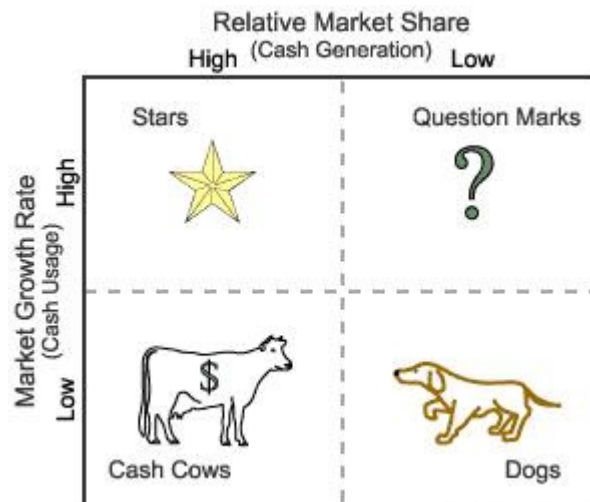 Relative Market Share
(Cash Generation)
High
Low
Stars
Question Marks
?
Market Growth Rate
(Cash Usage)
High
Low
$
Cash Cows
Dogs